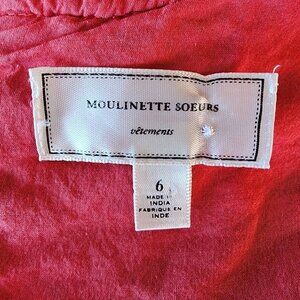 MOULINETTE SOEURS
vêtements
6
MADE IN
INDIA
FABRIQUE EN
INDE